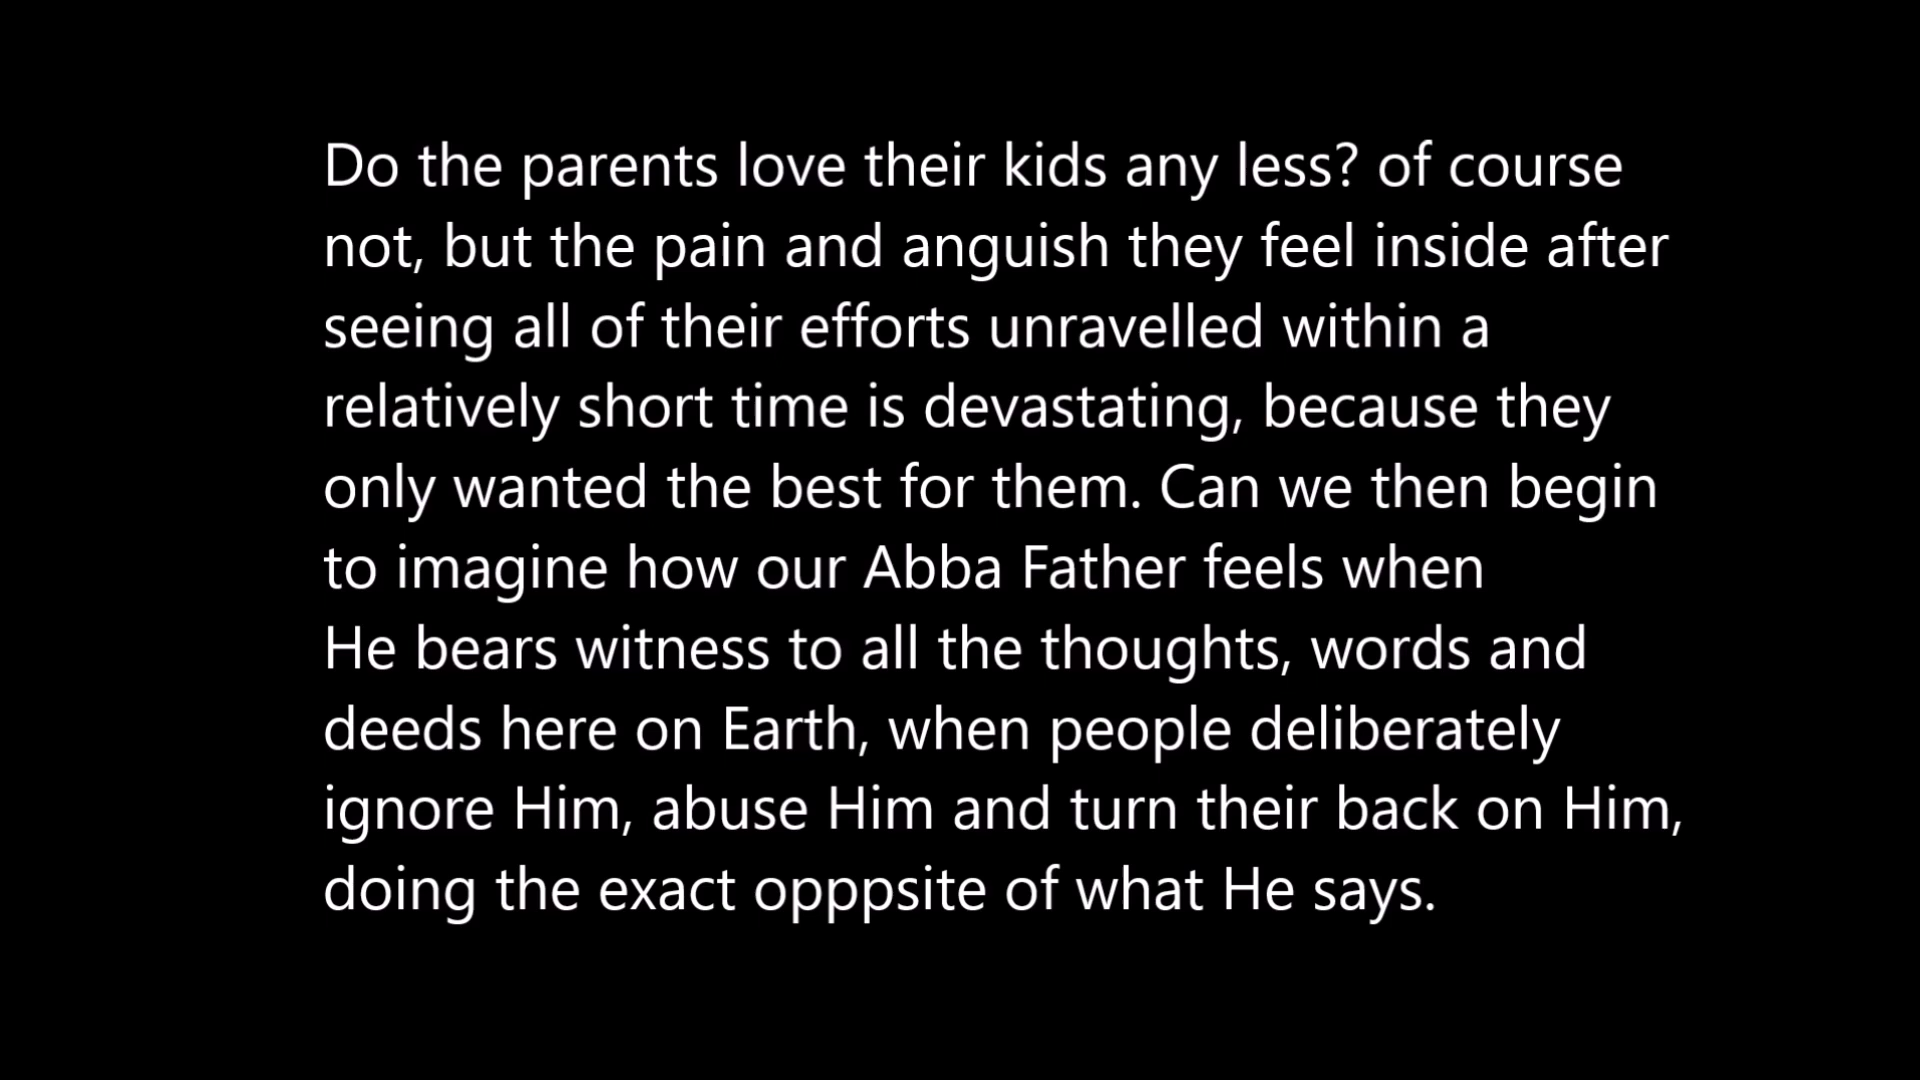 Do the parents love their kids any less? of course
not, but the pain and anguish they feel inside after
seeing all of their efforts unravelled within a
relatively short time is devastating, because they
only wanted the best for them. Can we then begin
to imagine how our Abba Father feels when
He bears witness to all the thoughts, words and
deeds here on Earth, when people deliberately
ignore Him, abuse Him and turn their back on Him,
doing the exact opppsite of what He says.